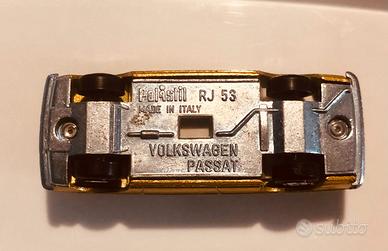 Polistil RJ 53
MADE IN ITALY
VOLKSWAGEN
PASSAT
subito